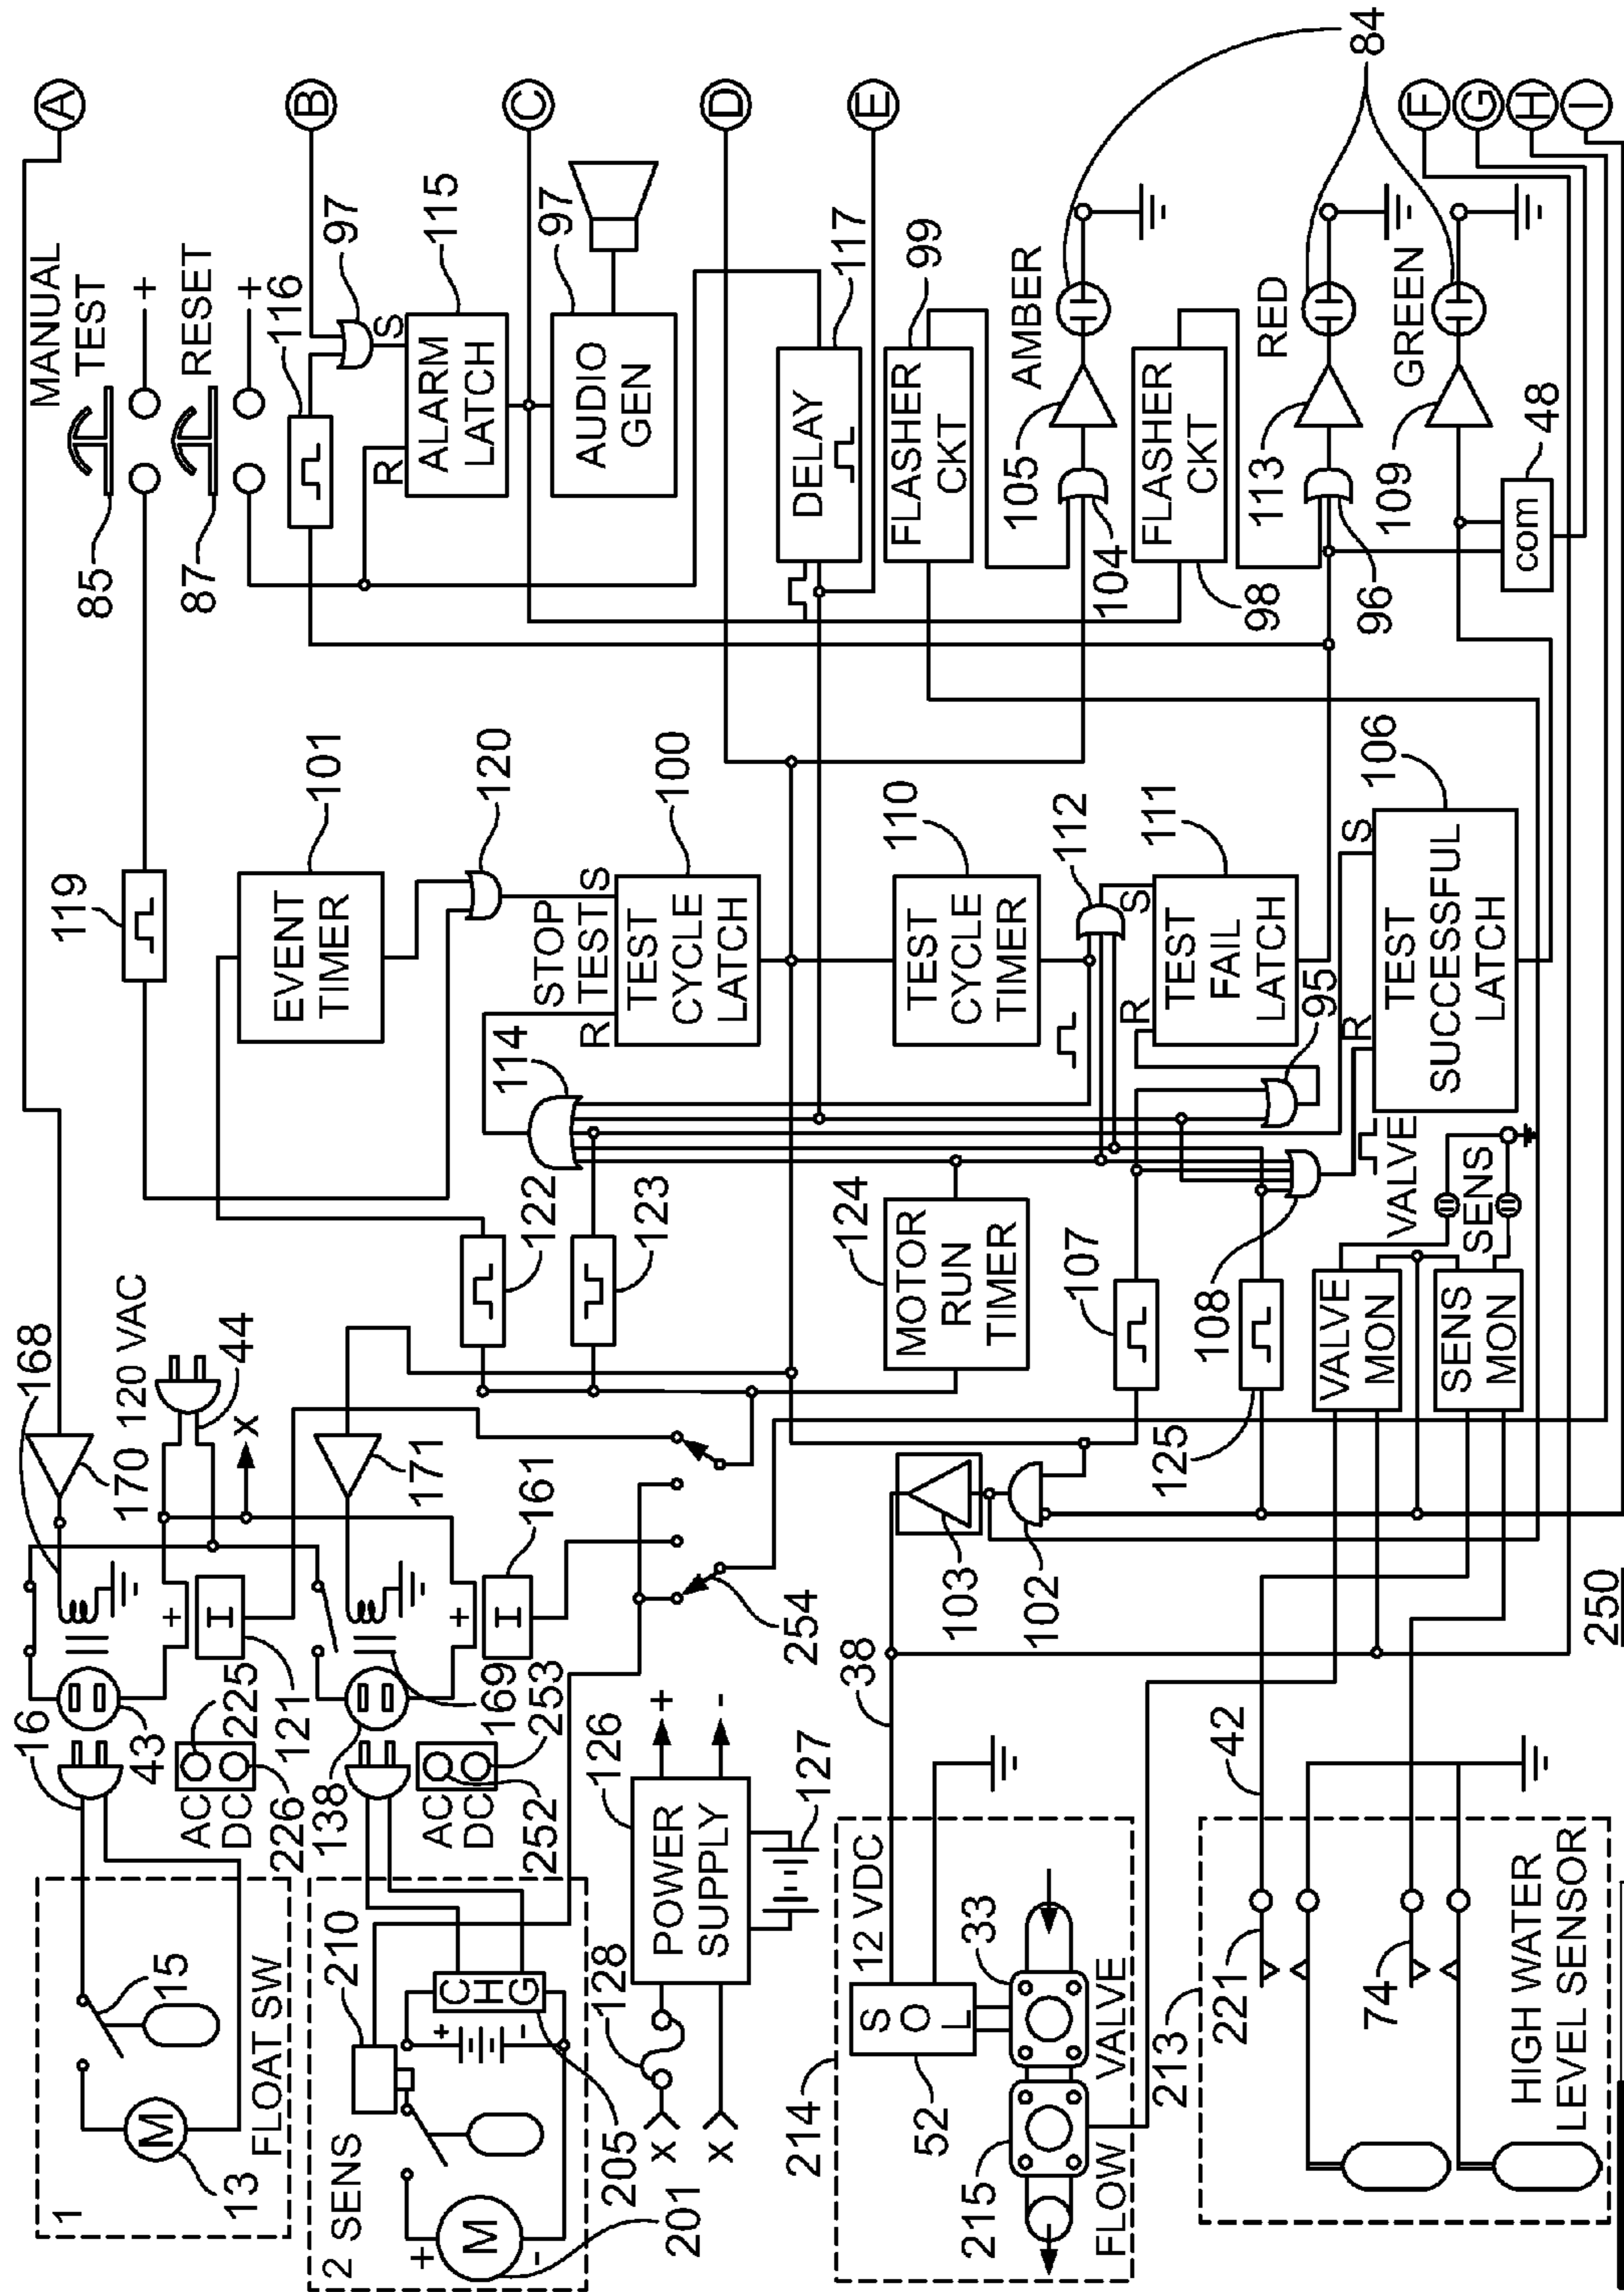 MANUAL
TEST
+
85
RESET
+
87
119
116
97
B
A
S
R
ALARM
LATCH
115
C
AUDIO
GEN
97
D
DELAY
117
E
FLASHER
CKT
99
AMBER
105
104
84
FLASHER
CKT
98
RED
113
96
GREEN
109
com
48
F
G
H
I
EVENT
TIMER
101
120
STOP
TEST
S
R
TEST
CYCLE
LATCH
100
114
TEST
CYCLE
TIMER
110
112
S
R
TEST
FAIL
LATCH
111
95
S
R
TEST
SUCCESSFUL
LATCH
106
122
123
MOTOR
RUN
TIMER
124
107
108
125
VALVE
MON
VALVE
SENS
MON
SENS
168
170
120 VAC
44
x
171
161
+
I
+
I
254
103
102
38
16
43
AC
DC
225
226
121
138
AC
DC
169
253
252
1
15
M
13
FLOAT SW
2 SENS
210
+
-
C
H
G
+
M
-
205
201
126
POWER
SUPPLY
+
-
127
128
X
X
214
12 VDC
S
O
L
52
33
215
FLOW
VALVE
42
213
221
74
HIGH WATER
LEVEL SENSOR
250